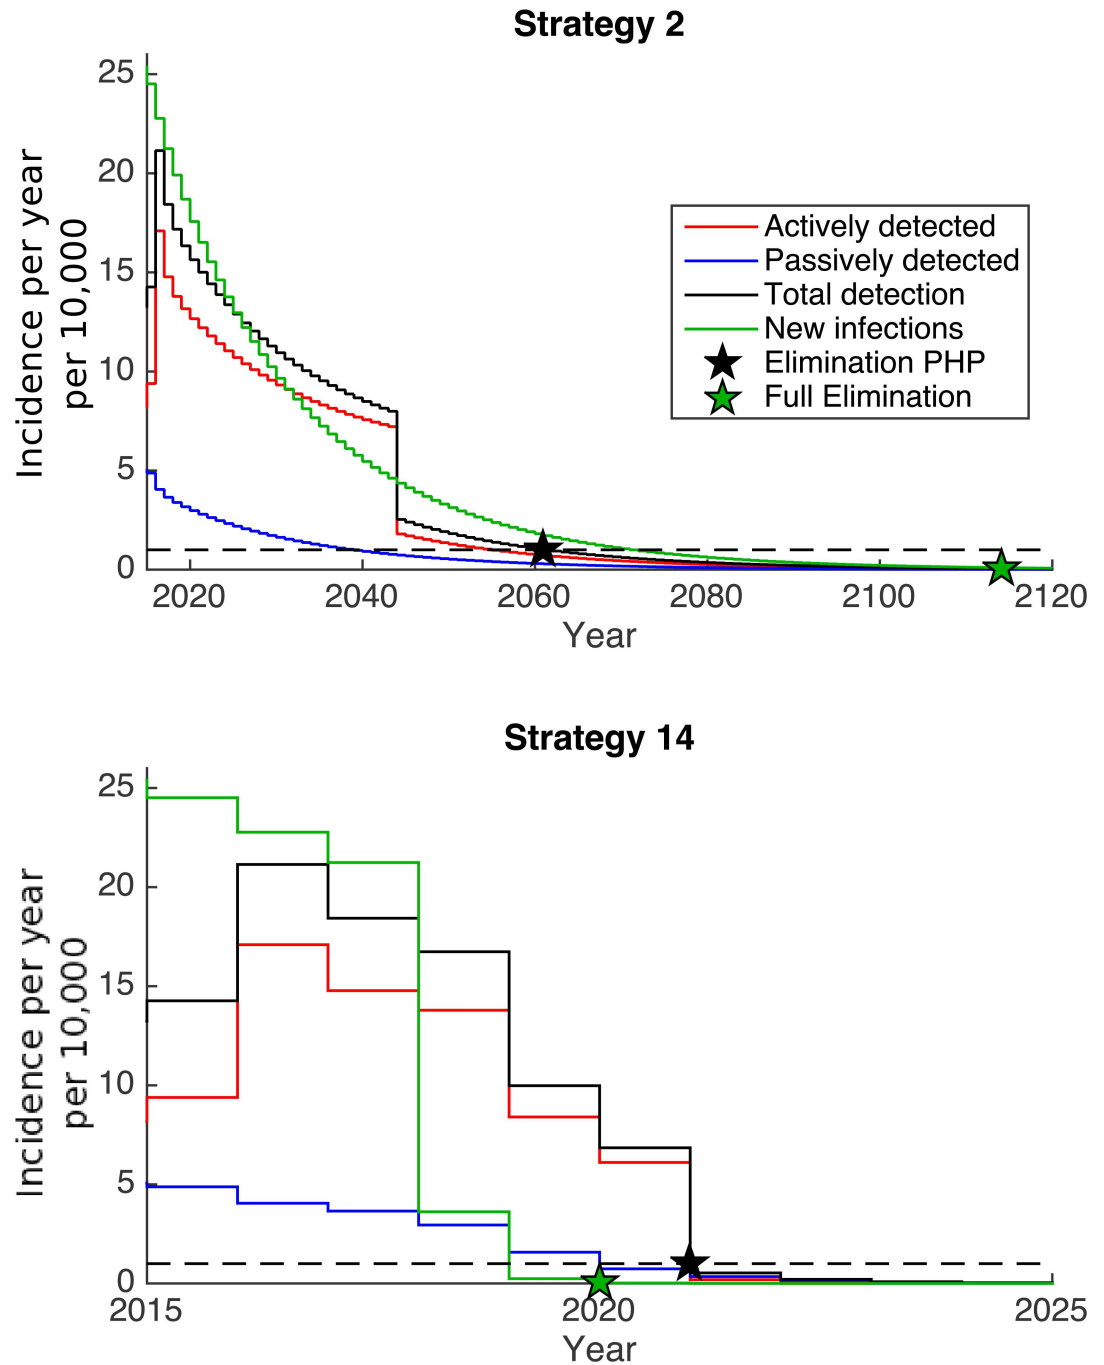 Strategy 2
Incidence per year
per 10,000
25
20
15
10
5
0
Actively detected
Passively detected
Total detection
New infections
Elimination PHP
Full Elimination
2020 2040 2060 2080 2100 2120
Year
Strategy 14
Incidence per year
per 10,000
25
20
15
10
5
0
2015 2020 2025
Year